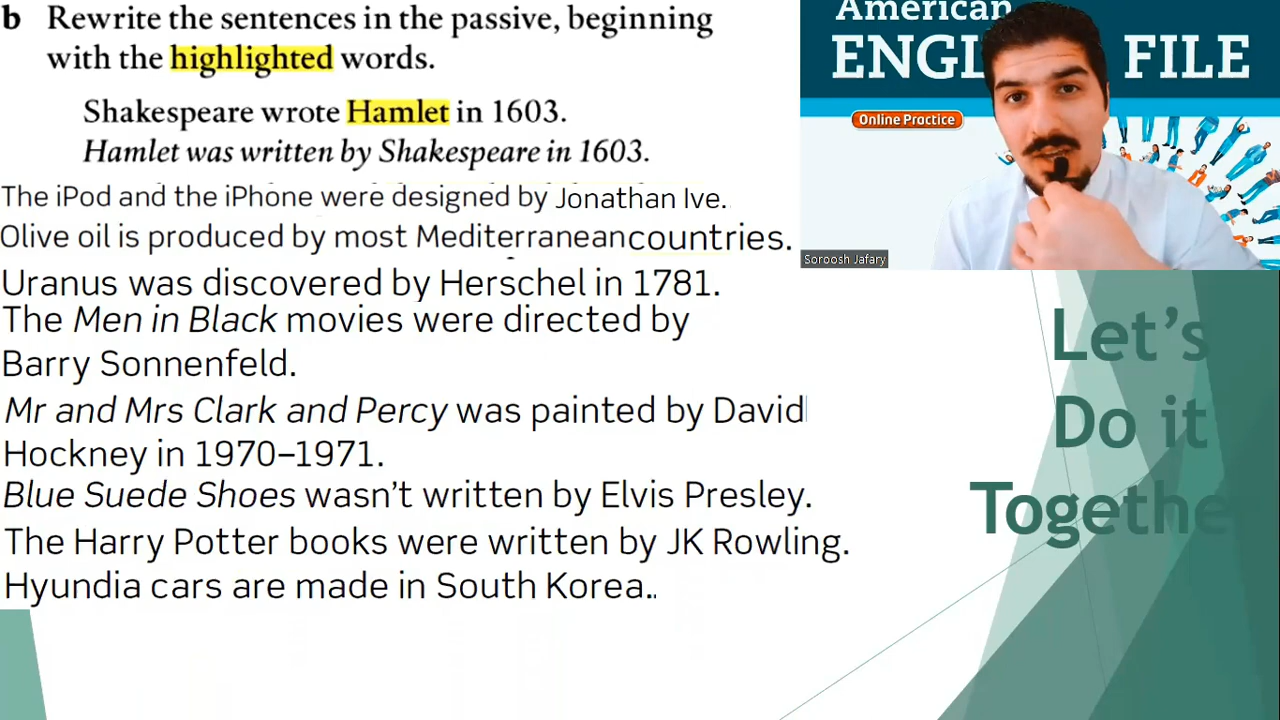 b Rewrite the sentences in the passive, beginning
with the highlighted words.
Shakespeare wrote Hamlet in 1603.
Hamlet was written by Shakespeare in 1603.
The iPod and the iPhone were designed by Jonathan Ive.
Olive oil is produced by most Mediterranean countries.
Uranus was discovered by Herschel in 1781.
The Men in Black movies were directed by
Barry Sonnenfeld.
Mr and Mrs Clark and Percy was painted by David
Hockney in 1970–1971.
Blue Suede Shoes wasn't written by Elvis Presley.
The Harry Potter books were written by JK Rowling.
Hyundia cars are made in South Korea..
American
ENGL FILE
Online Practice
Soroosh Jafary
Let's
Do it
Togethe